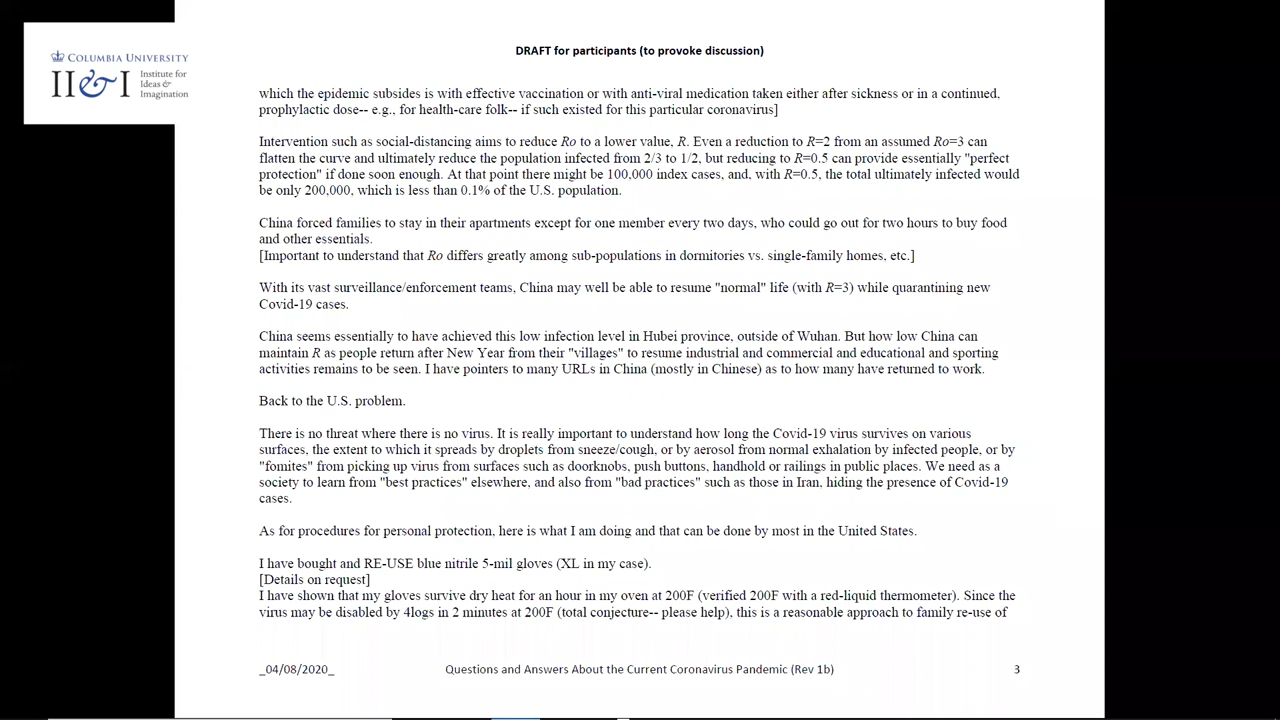 COLUMBIA UNIVERSITY
II&I
Institute for
Ideas &
Imagination
DRAFT for participants (to provoke discussion)
which the epidemic subsides is with effective vaccination or with anti-viral medication taken either after sickness or in a continued,
prophylactic dose-- e.g., for health-care folk-- if such existed for this particular coronavirus]
Intervention such as social-distancing aims to reduce Ro to a lower value, R. Even a reduction to R=2 from an assumed Ro=3 can
flatten the curve and ultimately reduce the population infected from 2/3 to 1/2, but reducing to R=0.5 can provide essentially "perfect
protection" if done soon enough. At that point there might be 100,000 index cases, and, with R=0.5, the total ultimately infected would
be only 200,000, which is less than 0.1% of the U.S. population.
China forced families to stay in their apartments except for one member every two days, who could go out for two hours to buy food
and other essentials.
[Important to understand that Ro differs greatly among sub-populations in dormitories vs. single-family homes, etc.]
With its vast surveillance/enforcement teams, China may well be able to resume "normal" life (with R=3) while quarantining new
Covid-19 cases.
China seems essentially to have achieved this low infection level in Hubei province, outside of Wuhan. But how low China can
maintain R as people return after New Year from their "villages" to resume industrial and commercial and educational and sporting
activities remains to be seen. I have pointers to many URLs in China (mostly in Chinese) as to how many have returned to work.
Back to the U.S. problem.
There is no threat where there is no virus. It is really important to understand how long the Covid-19 virus survives on various
surfaces, the extent to which it spreads by droplets from sneeze/cough, or by aerosol from normal exhalation by infected people, or by
"fomites" from picking up virus from surfaces such as doorknobs, push buttons, handhold or railings in public places. We need as a
society to learn from "best practices" elsewhere, and also from "bad practices" such as those in Iran, hiding the presence of Covid-19
cases.
As for procedures for personal protection, here is what I am doing and that can be done by most in the United States.
I have bought and RE-USE blue nitrile 5-mil gloves (XL in my case).
[Details on request]
I have shown that my gloves survive dry heat for an hour in my oven at 200F (verified 200F with a red-liquid thermometer). Since the
virus may be disabled by 4logs in 2 minutes at 200F (total conjecture-- please help), this is a reasonable approach to family re-use of
_04/08/2020_ Questions and Answers About the Current Coronavirus Pandemic (Rev 1b) 3